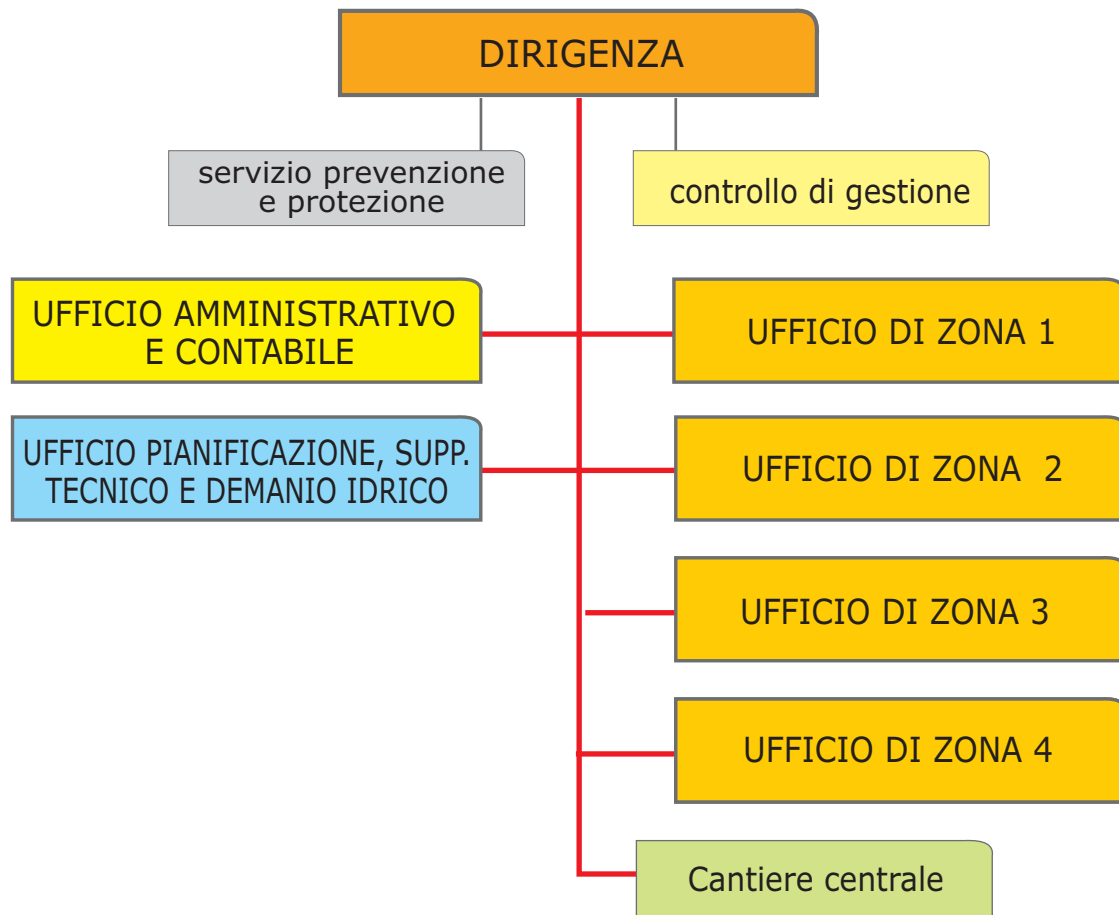 DIRIGENZA
servizio prevenzione
e protezione
controllo di gestione
UFFICIO AMMINISTRATIVO
E CONTABILE
UFFICIO DI ZONA 1
UFFICIO PIANIFICAZIONE, SUPP.
TECNICO E DEMANIO IDRICO
UFFICIO DI ZONA 2
UFFICIO DI ZONA 3
UFFICIO DI ZONA 4
Cantiere centrale